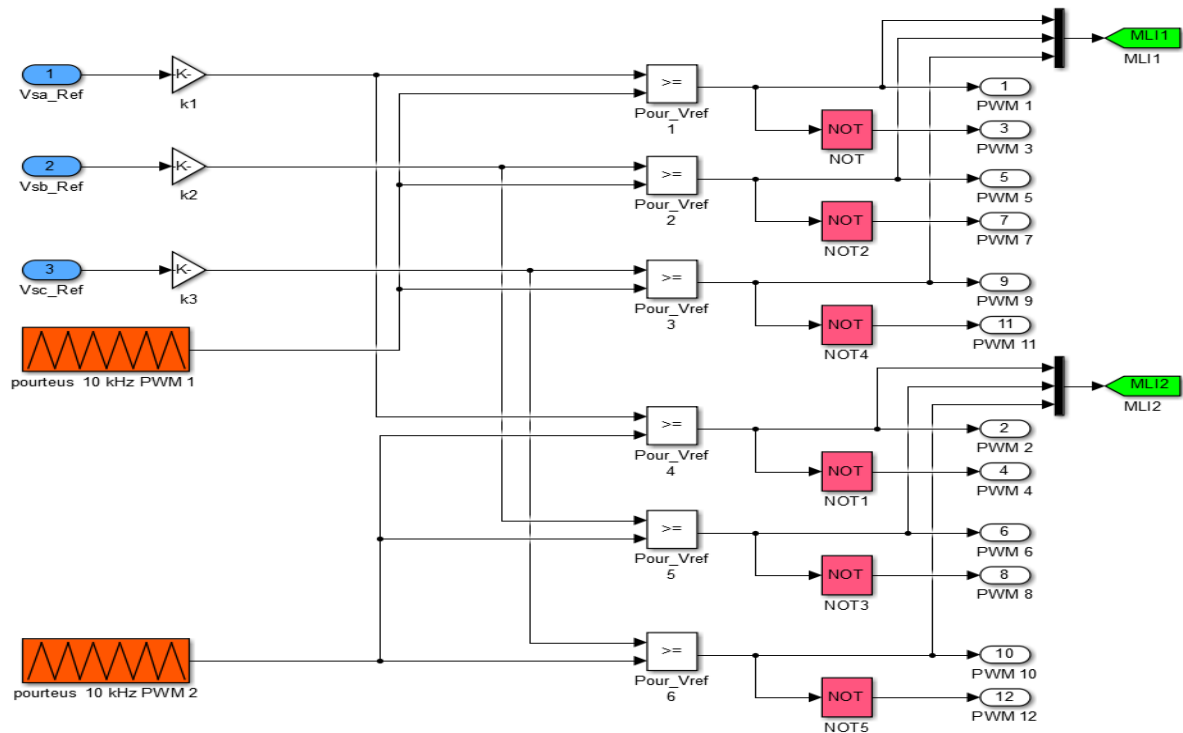 MLI1
MLI1
1
Vsa_Ref
-K-
k1
>=
Pour_Vref
1
1
PWM 1
NOT
NOT
3
PWM 3
2
Vsb_Ref
-K-
k2
>=
Pour_Vref
2
5
PWM 5
NOT
NOT2
7
PWM 7
3
Vsc_Ref
-K-
k3
>=
Pour_Vref
3
9
PWM 9
NOT
NOT4
11
PWM 11
pourteus 10 kHz PWM 1
MLI2
MLI2
>=
Pour_Vref
4
2
PWM 2
NOT
NOT1
4
PWM 4
>=
Pour_Vref
5
6
PWM 6
NOT
NOT3
8
PWM 8
pourteus 10 kHz PWM 2
>=
Pour_Vref
6
10
PWM 10
NOT
NOT5
12
PWM 12